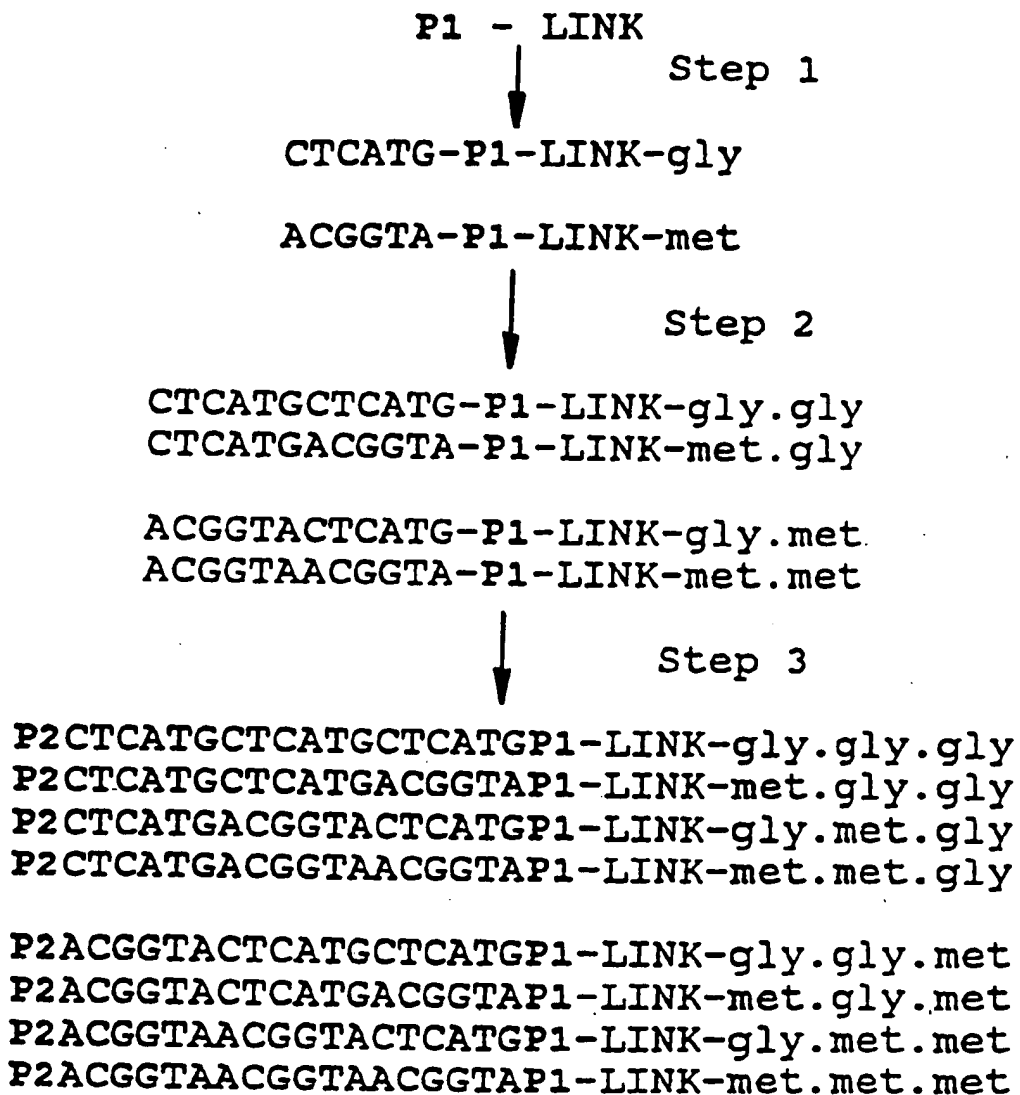 P1 - LINK
Step 1
CTCATG-P1-LINK-gly
ACGGTA-P1-LINK-met
Step 2
CTCATGCTCATG-P1-LINK-gly.gly
CTCATGACGGTA-P1-LINK-met.gly
ACGGTACTCATG-P1-LINK-gly.met
ACGGTAACGGTA-P1-LINK-met.met
Step 3
P2CTCATGCTCATGCTCATGP1-LINK-gly.gly.gly
P2CTCATGCTCATGACGGTAP1-LINK-met.gly.gly
P2CTCATGACGGTACTCATGP1-LINK-gly.met.gly
P2CTCATGACGGTAACGGTAP1-LINK-met.met.gly
P2ACGGTACTCATGCTCATGP1-LINK-gly.gly.met
P2ACGGTACTCATGACGGTAP1-LINK-met.gly.met
P2ACGGTAACGGTACTCATGP1-LINK-gly.met.met
P2ACGGTAACGGTAACGGTAP1-LINK-met.met.met